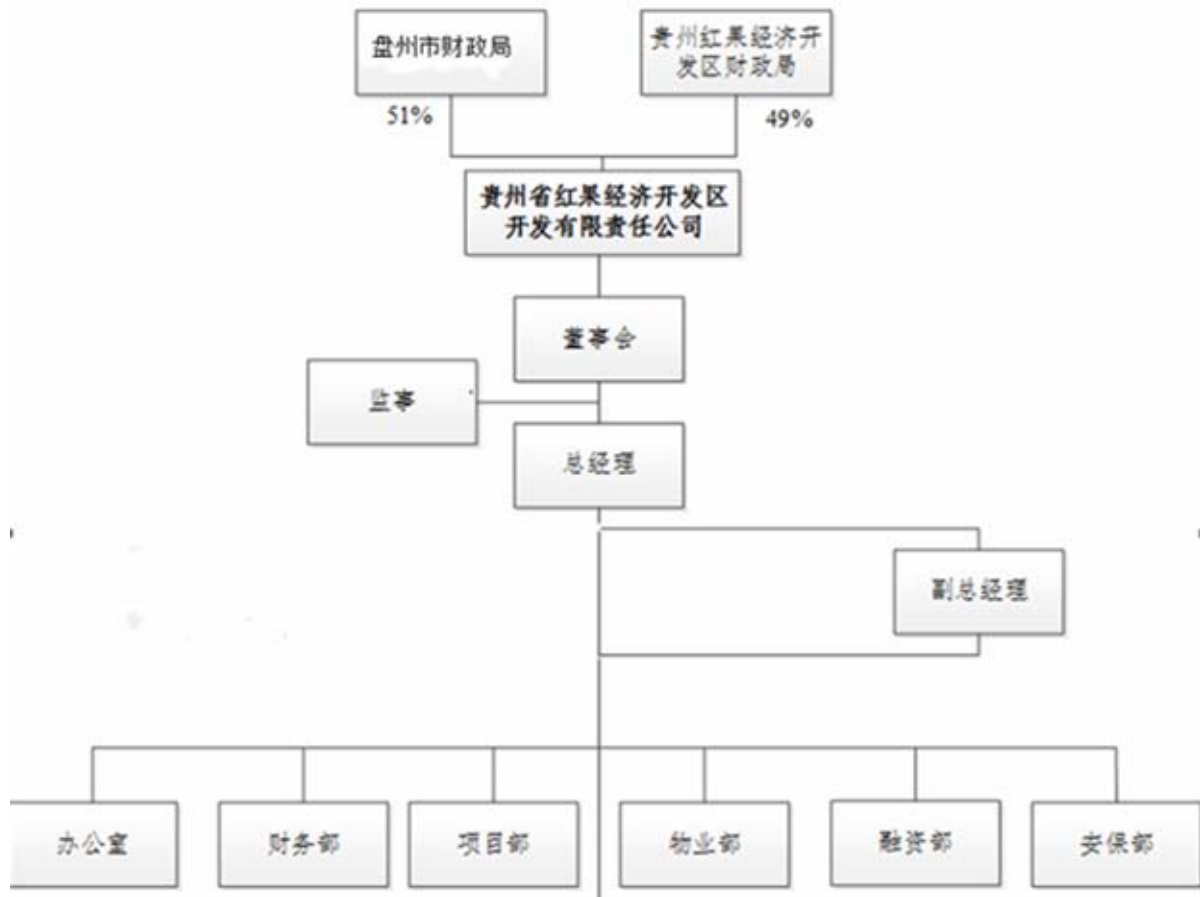 盘州市财政局
贵州红果经济开
发区财政局
51%
49%
贵州省红果经济开发区
开发有限责任公司
董事会
监事
总经理
副总经理
办公室
财务部
项目部
物业部
融资部
安保部